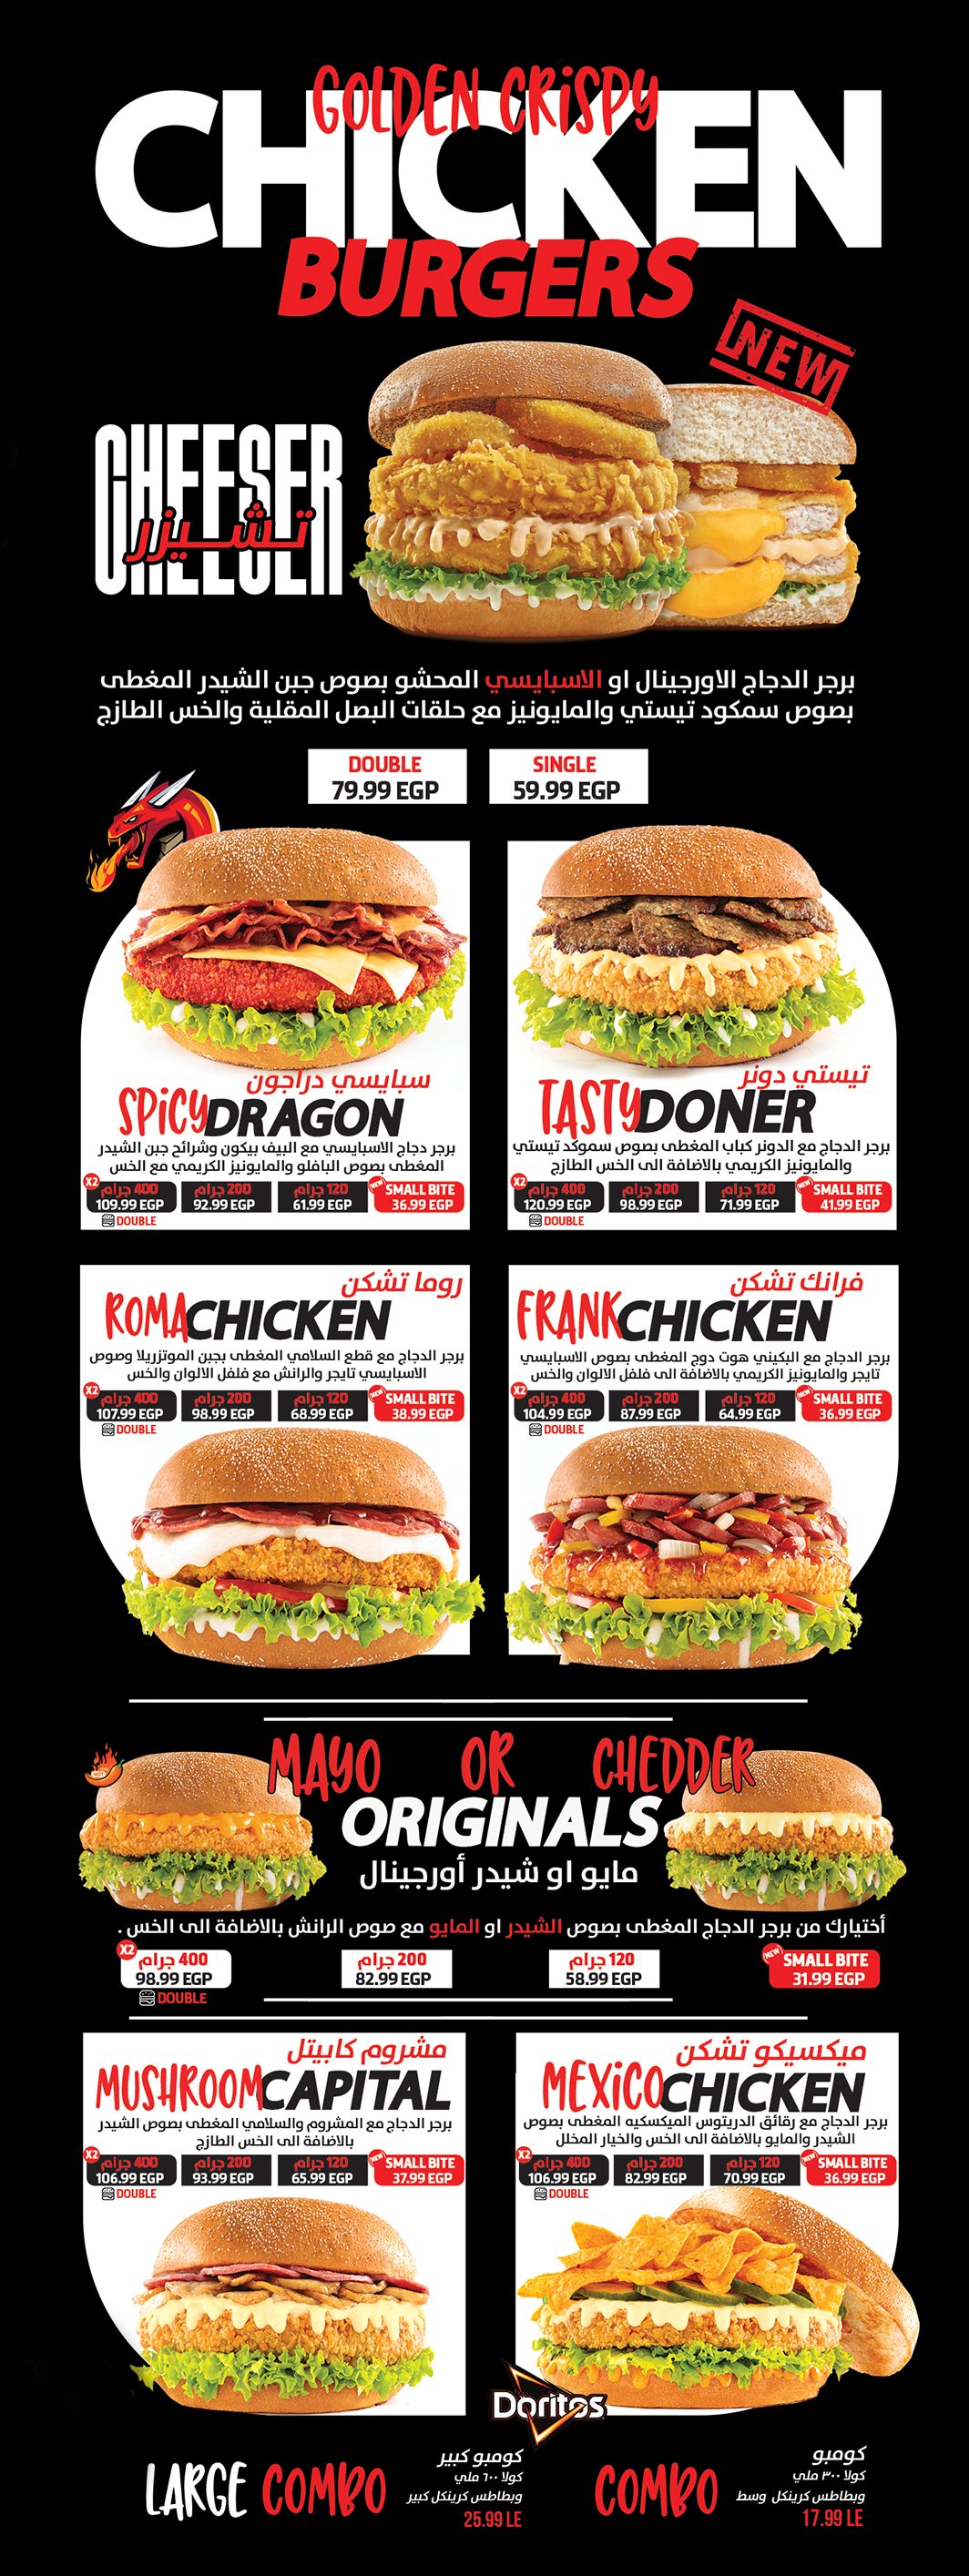 GOLDEN CRiSPY
CHICKEN
BURGERS
NEW
CHEESER
تشيزر
برجر الدجاج الاورجينال او الاسبايسي المحشو بصوص جبن الشيدر المغطى
بصوص سمكود تيستي والمايونيز مع حلقات البصل المقلية والخس الطازج
SINGLE
59.99 EGP
DOUBLE
79.99 EGP
سبايسي دراجون
SPiCY DRAGON
برجر دجاج الاسبايسي مع البيف بيكون وشرائح جبن الشيدر
المغطى بصوص البافلو والمايونيز الكريمي مع الخس
NEW SMALL BITE
36.99 EGP
120 جرام
61.99 EGP
200 جرام
92.99 EGP
X2 400 جرام
109.99 EGP
DOUBLE
تيستي دونر
TASTY DONER
برجر الدجاج مع الدونر كباب المغطى بصوص سموكد تيستي
والمايونيز الكريمي بالاضافة الى الخس الطازج
NEW SMALL BITE
41.99 EGP
120 جرام
71.99 EGP
200 جرام
98.99 EGP
X2 400 جرام
120.99 EGP
DOUBLE
روما تشكن
ROMA CHICKEN
برجر الدجاج مع قطع السلامي المغطى بجبن الموتزريلا وصوص
الاسبايسي تايجر والرانش مع فلفل الالوان والخس
NEW SMALL BITE
38.99 EGP
120 جرام
68.99 EGP
200 جرام
98.99 EGP
X2 400 جرام
107.99 EGP
DOUBLE
فرانك تشكن
FRANK CHICKEN
برجر الدجاج مع البكيني هوت دوج المغطى بصوص الاسبايسي
تايجر والمايونيز الكريمي بالاضافة الى فلفل الالوان والخس
NEW SMALL BITE
36.99 EGP
120 جرام
64.99 EGP
200 جرام
87.99 EGP
X2 400 جرام
104.99 EGP
DOUBLE
MAYO OR CHEDDER
ORIGINALS
مايو او شيدر أورجينال
أختيارك من برجر الدجاج المغطى بصوص الشيدر او المايو مع صوص الرانش بالاضافة الى الخس .
NEW SMALL BITE
31.99 EGP
120 جرام
58.99 EGP
200 جرام
82.99 EGP
X2 400 جرام
98.99 EGP
DOUBLE
مشروم كابيتل
MUSHROOM CAPITAL
برجر الدجاج مع المشروم والسلامي المغطى بصوص الشيدر
بالاضافة الى الخس الطازج
NEW SMALL BITE
37.99 EGP
120 جرام
65.99 EGP
200 جرام
93.99 EGP
X2 400 جرام
106.99 EGP
DOUBLE
ميكسيكو تشكن
MEXiCO CHICKEN
برجر الدجاج مع رقائق الدريتوس الميكسكيه المغطى بصوص
الشيدر والمايو بالاضافة الى الخس والخيار المخلل
NEW SMALL BITE
36.99 EGP
120 جرام
70.99 EGP
200 جرام
82.99 EGP
X2 400 جرام
106.99 EGP
DOUBLE
Doritos
LARGE COMBO
كومبو كبير
كولا ٦٠٠ ملي
وبطاطس كرينكل كبير
25.99 LE
COMBO
كومبو
كولا ٣٠٠ ملي
وبطاطس كرينكل وسط
17.99 LE